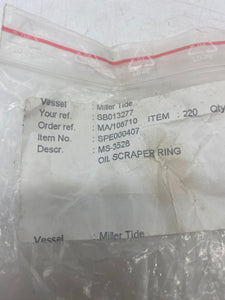 Vessel : Miller Tide
Your ref. : SB013277
Order ref. : MA/106710 ITEM : 220 Qty
Item No. : SPE000407
Descr. : MS-3528
OIL SCRAPER RING
Vessel : Miller Tide